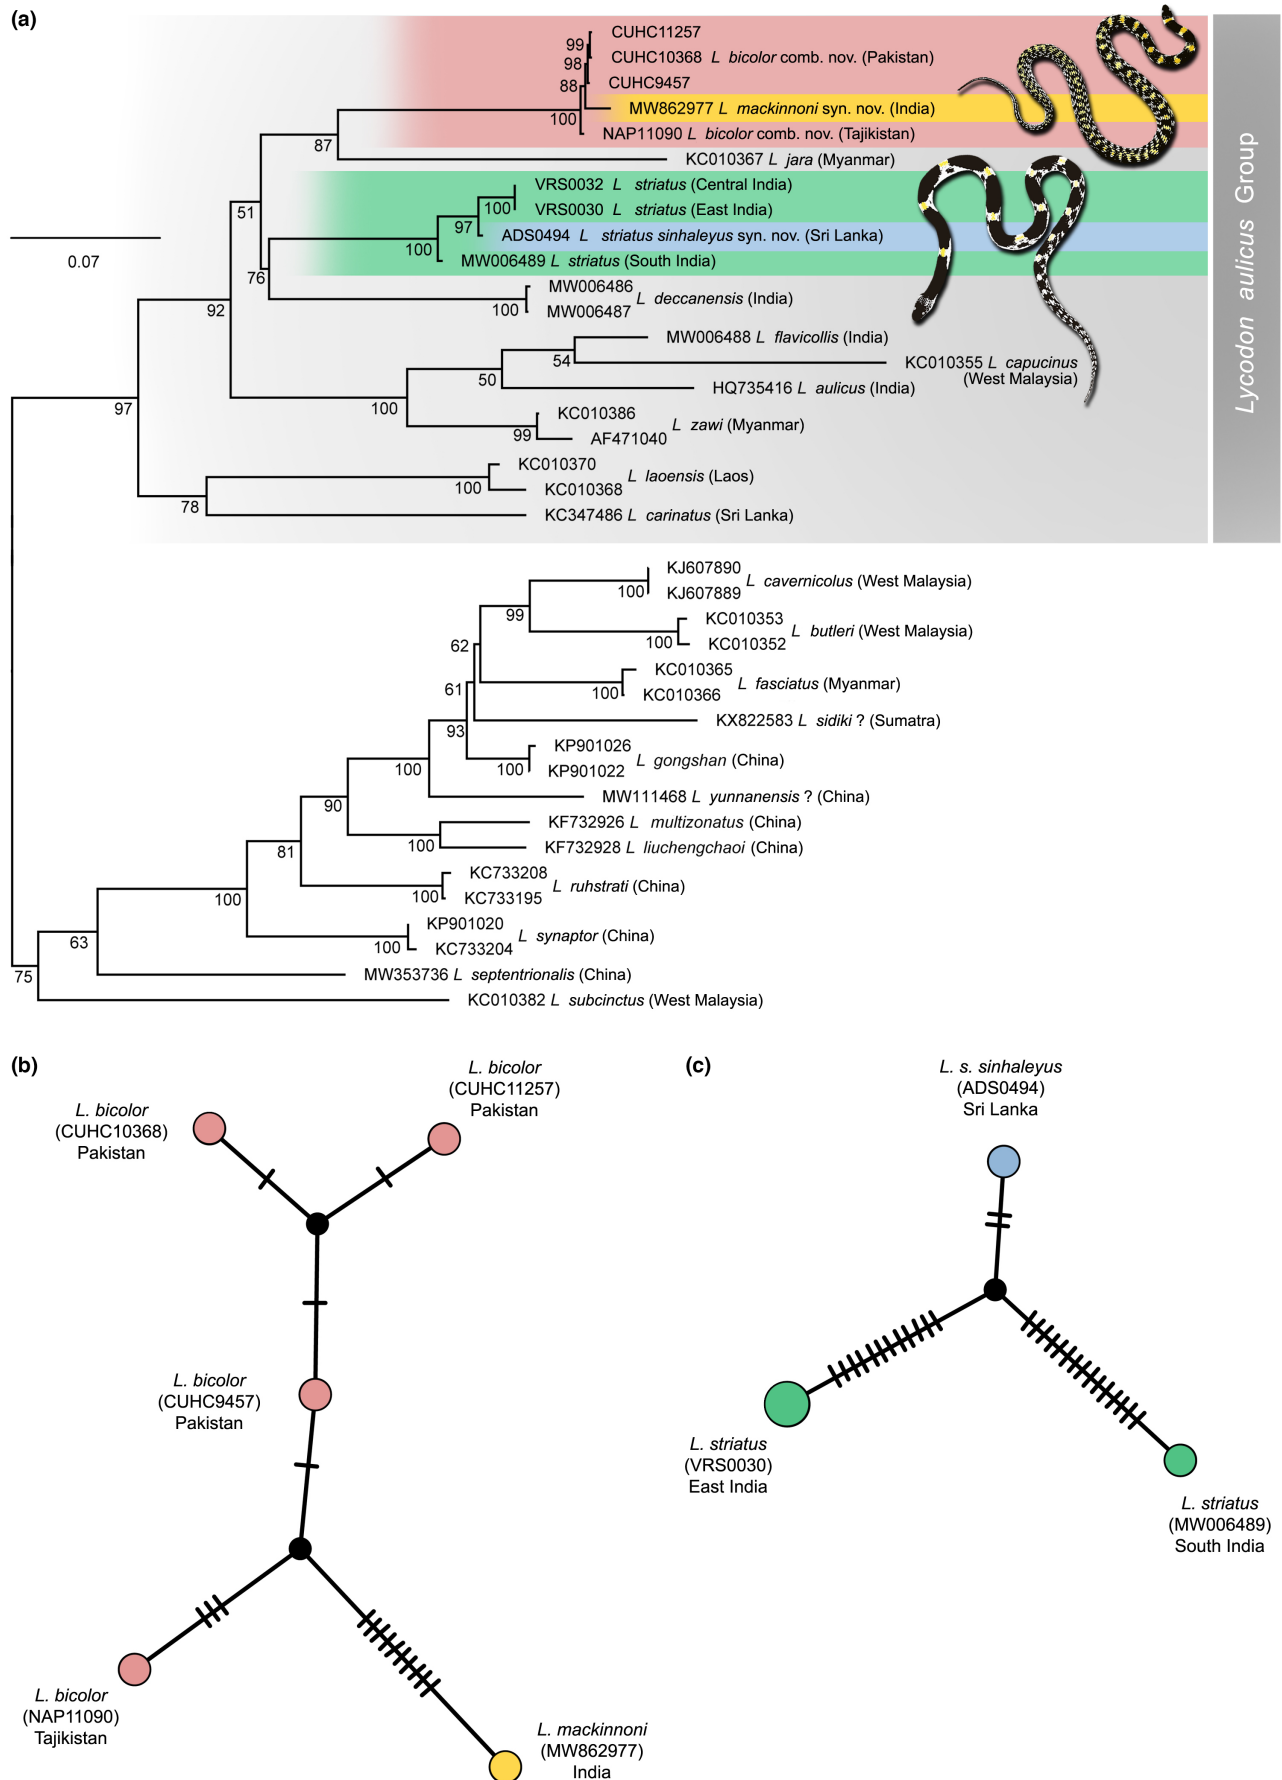 (a)
CUHC11257
99
CUHC10368 L bicolor comb. nov. (Pakistan)
98
CUHC9457
88
MW862977 L mackinnoni syn. nov. (India)
100
NAP11090 L bicolor comb. nov. (Tajikistan)
87
KC010367 L jara (Myanmar)
VRS0032 L striatus (Central India)
100
VRS0030 L striatus (East India)
51
97
ADS0494 L striatus sinhaleyus syn. nov. (Sri Lanka)
100
MW006489 L striatus (South India)
0.07
76
MW006486
L deccanensis (India)
100
MW006487
92
MW006488 L flavicollis (India)
54
KC010355 L capucinus
(West Malaysia)
50
HQ735416 L aulicus (India)
100
KC010386
L zawi (Myanmar)
99
AF471040
97
KC010370
L laoensis (Laos)
100
KC010368
78
KC347486 L carinatus (Sri Lanka)
Lycodon aulicus Group
KJ607890
L cavernicolus (West Malaysia)
100
KJ607889
99
KC010353
L butleri (West Malaysia)
100
KC010352
62
KC010365
L fasciatus (Myanmar)
100
KC010366
61
KX822583 L sidiki ? (Sumatra)
93
KP901026
L gongshan (China)
100
KP901022
100
MW111468 L yunnanensis ? (China)
90
KF732926 L multizonatus (China)
100
KF732928 L liuchengchaoi (China)
81
KC733208
L ruhstrati (China)
100
KC733195
100
KP901020
L synaptor (China)
100
KC733204
63
MW353736 L septentrionalis (China)
75
KC010382 L subcinctus (West Malaysia)
(b)
L. bicolor
(CUHC11257)
Pakistan
L. bicolor
(CUHC10368)
Pakistan
L. bicolor
(CUHC9457)
Pakistan
L. bicolor
(NAP11090)
Tajikistan
L. mackinnoni
(MW862977)
India
(c)
L. s. sinhaleyus
(ADS0494)
Sri Lanka
L. striatus
(VRS0030)
East India
L. striatus
(MW006489)
South India